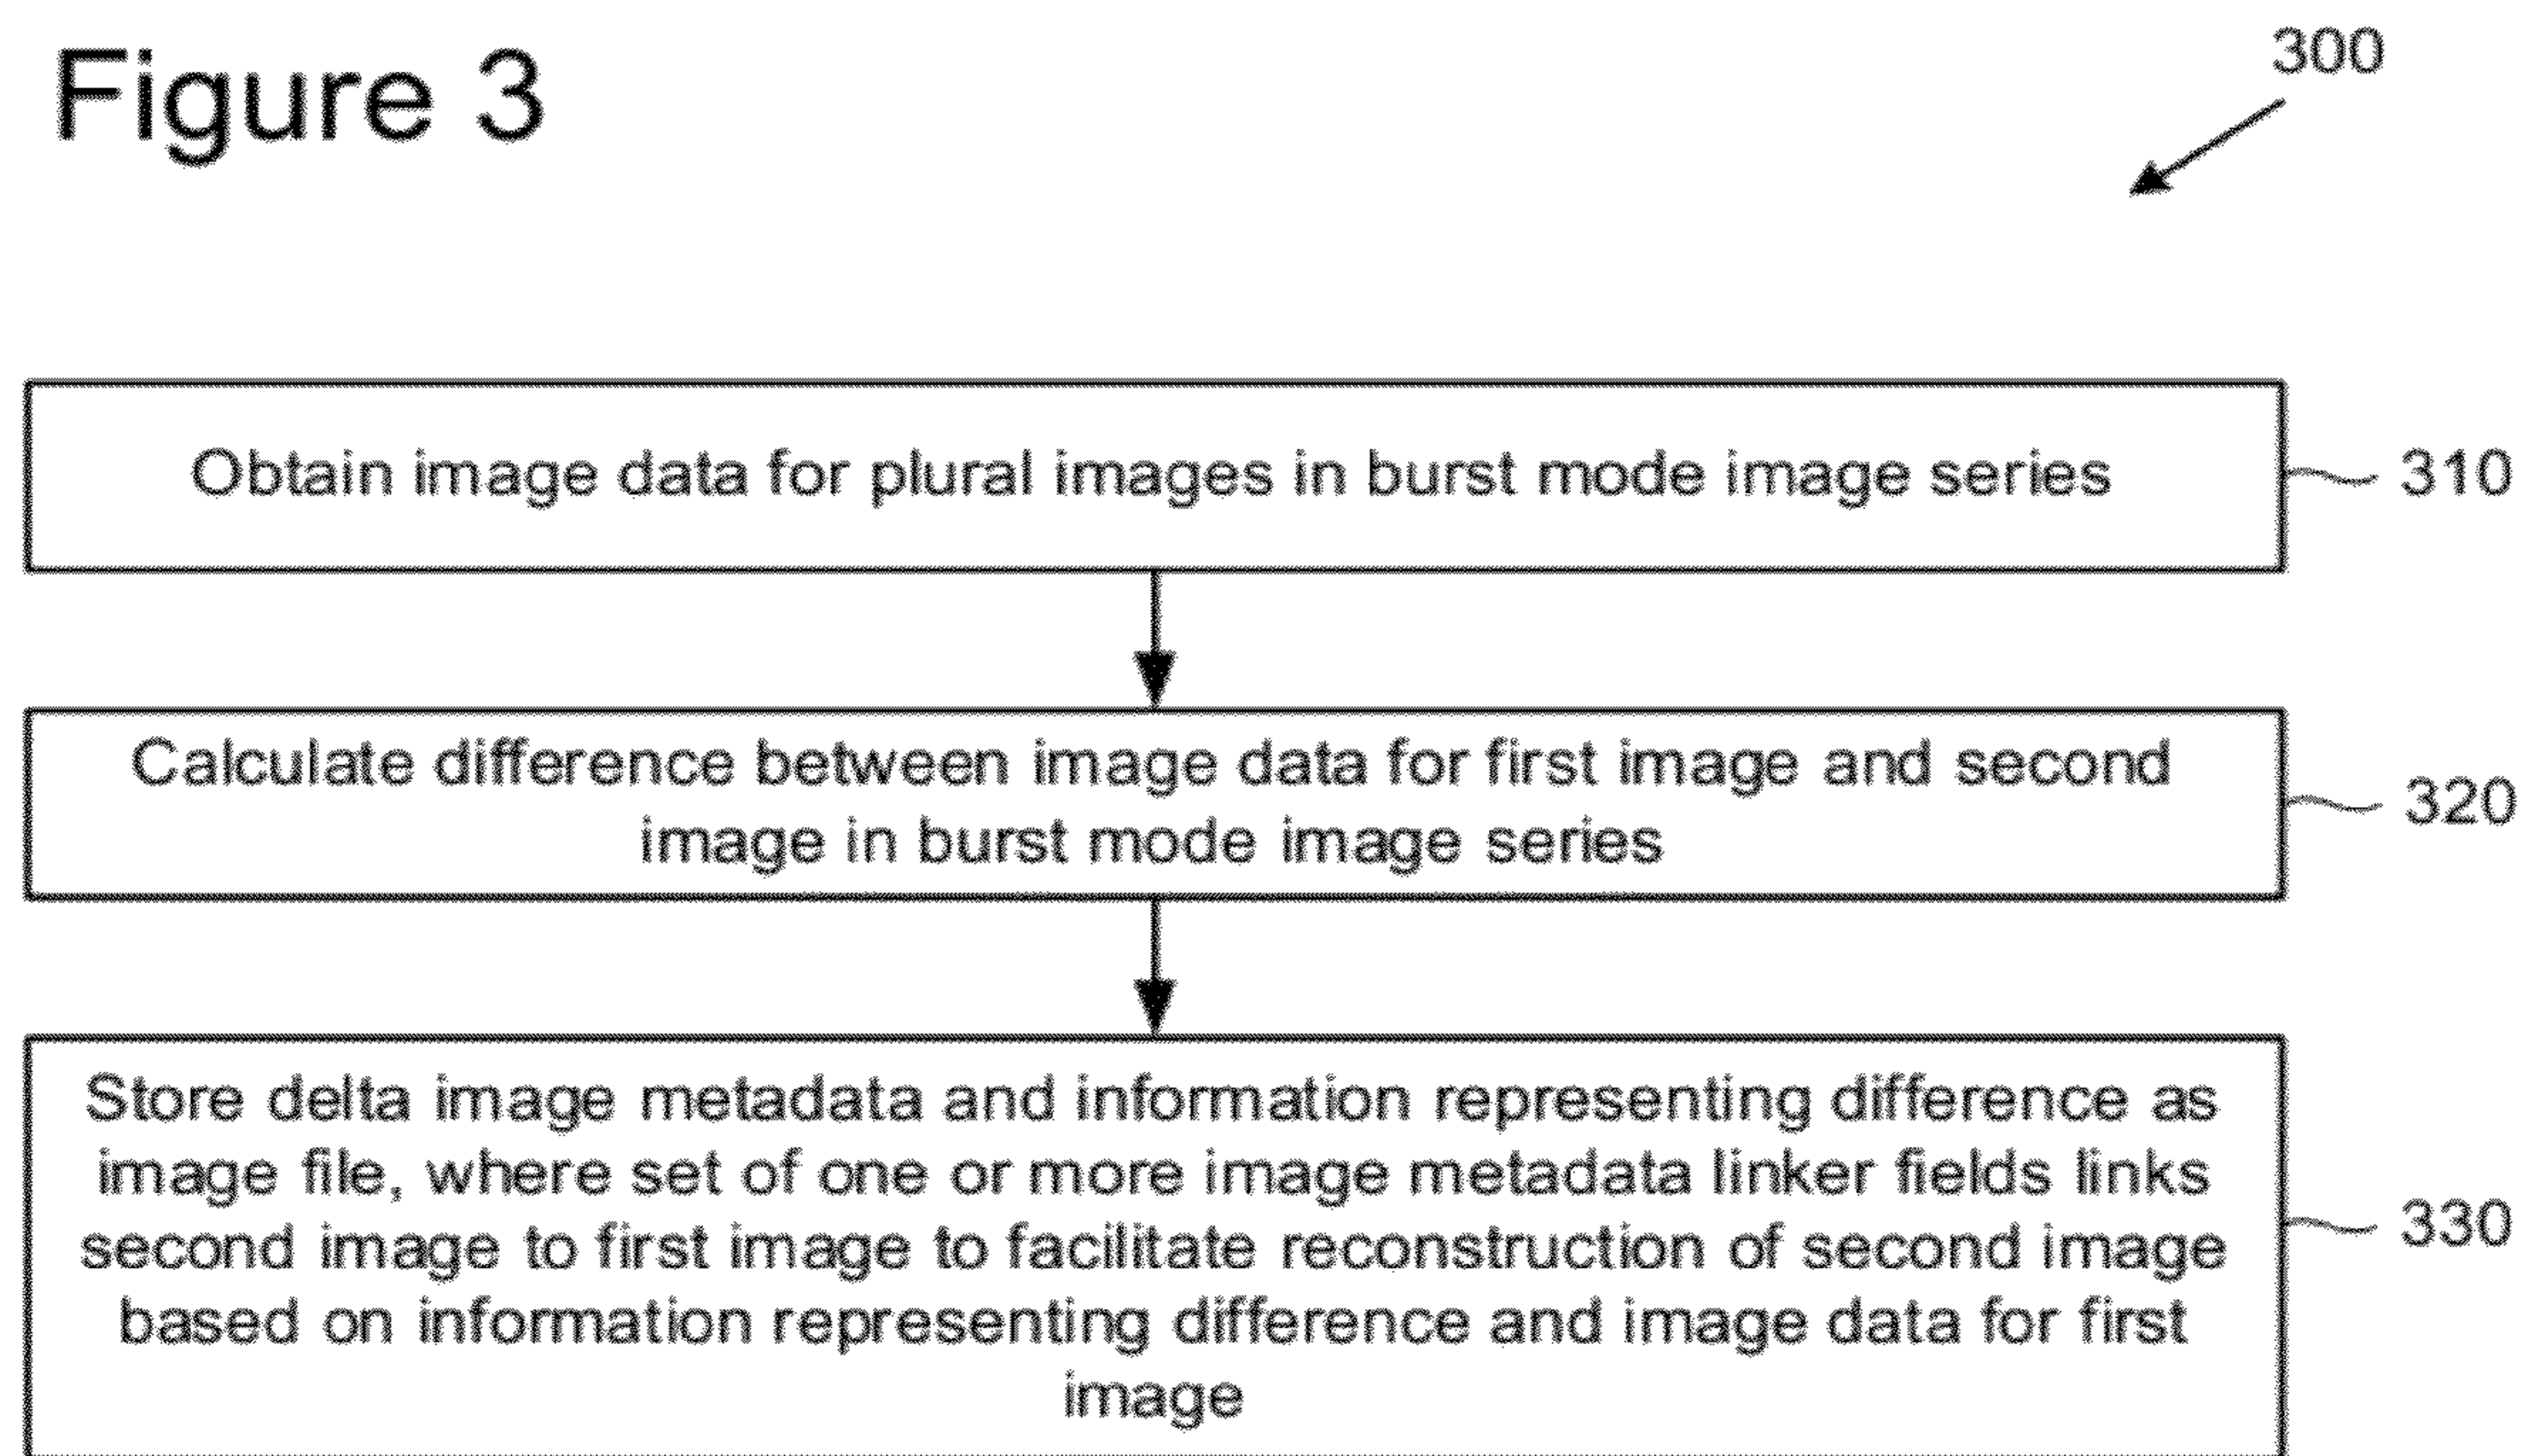 Figure 3
300
Obtain image data for plural images in burst mode image series
310
Calculate difference between image data for first image and second
image in burst mode image series
320
Store delta image metadata and information representing difference as
image file, where set of one or more image metadata linker fields links
second image to first image to facilitate reconstruction of second image
based on information representing difference and image data for first
image
330